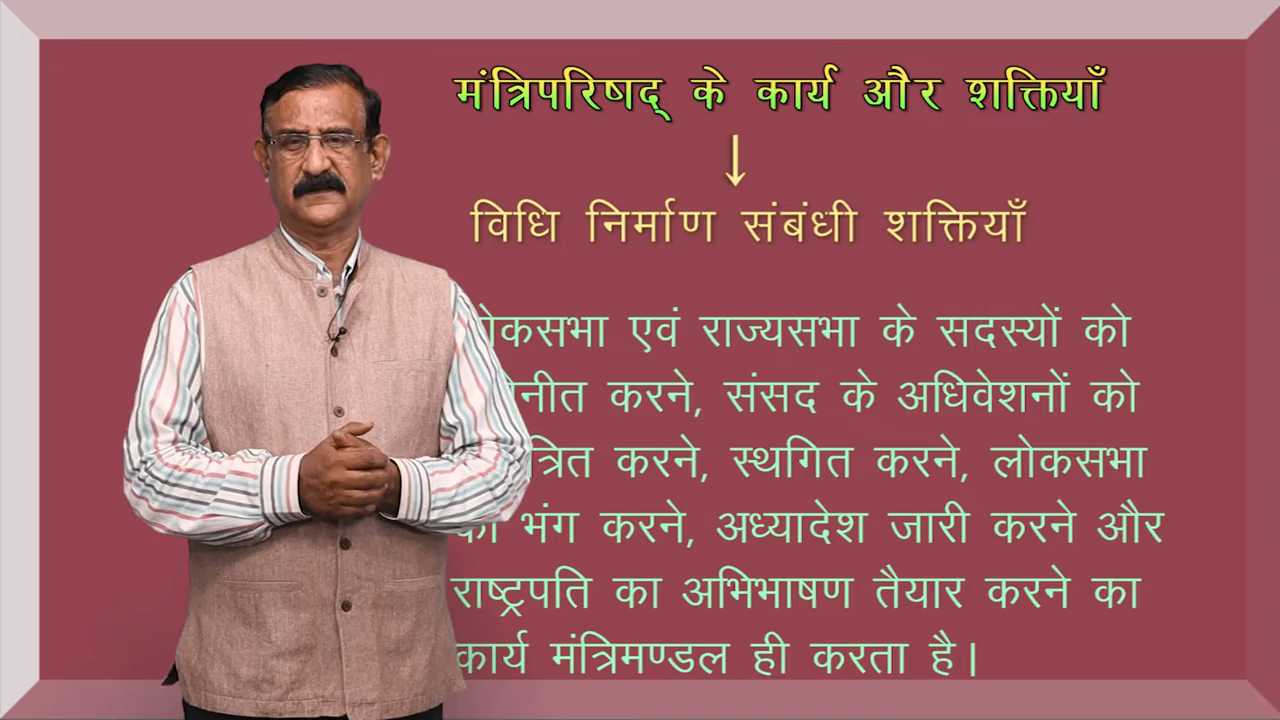 मंत्रिपरिषद् के कार्य और शक्तियाँ
↓
विधि निर्माण संबंधी शक्तियाँ
एवं राज्यसभा के सदस्यों को
करने, संसद के अधिवेशनों को
करने, स्थगित करने, लोकसभा
भंग करने, अध्यादेश जारी करने और
राष्ट्रपति का अभिभाषण तैयार करने का
कार्य मंत्रिमण्डल ही करता है।